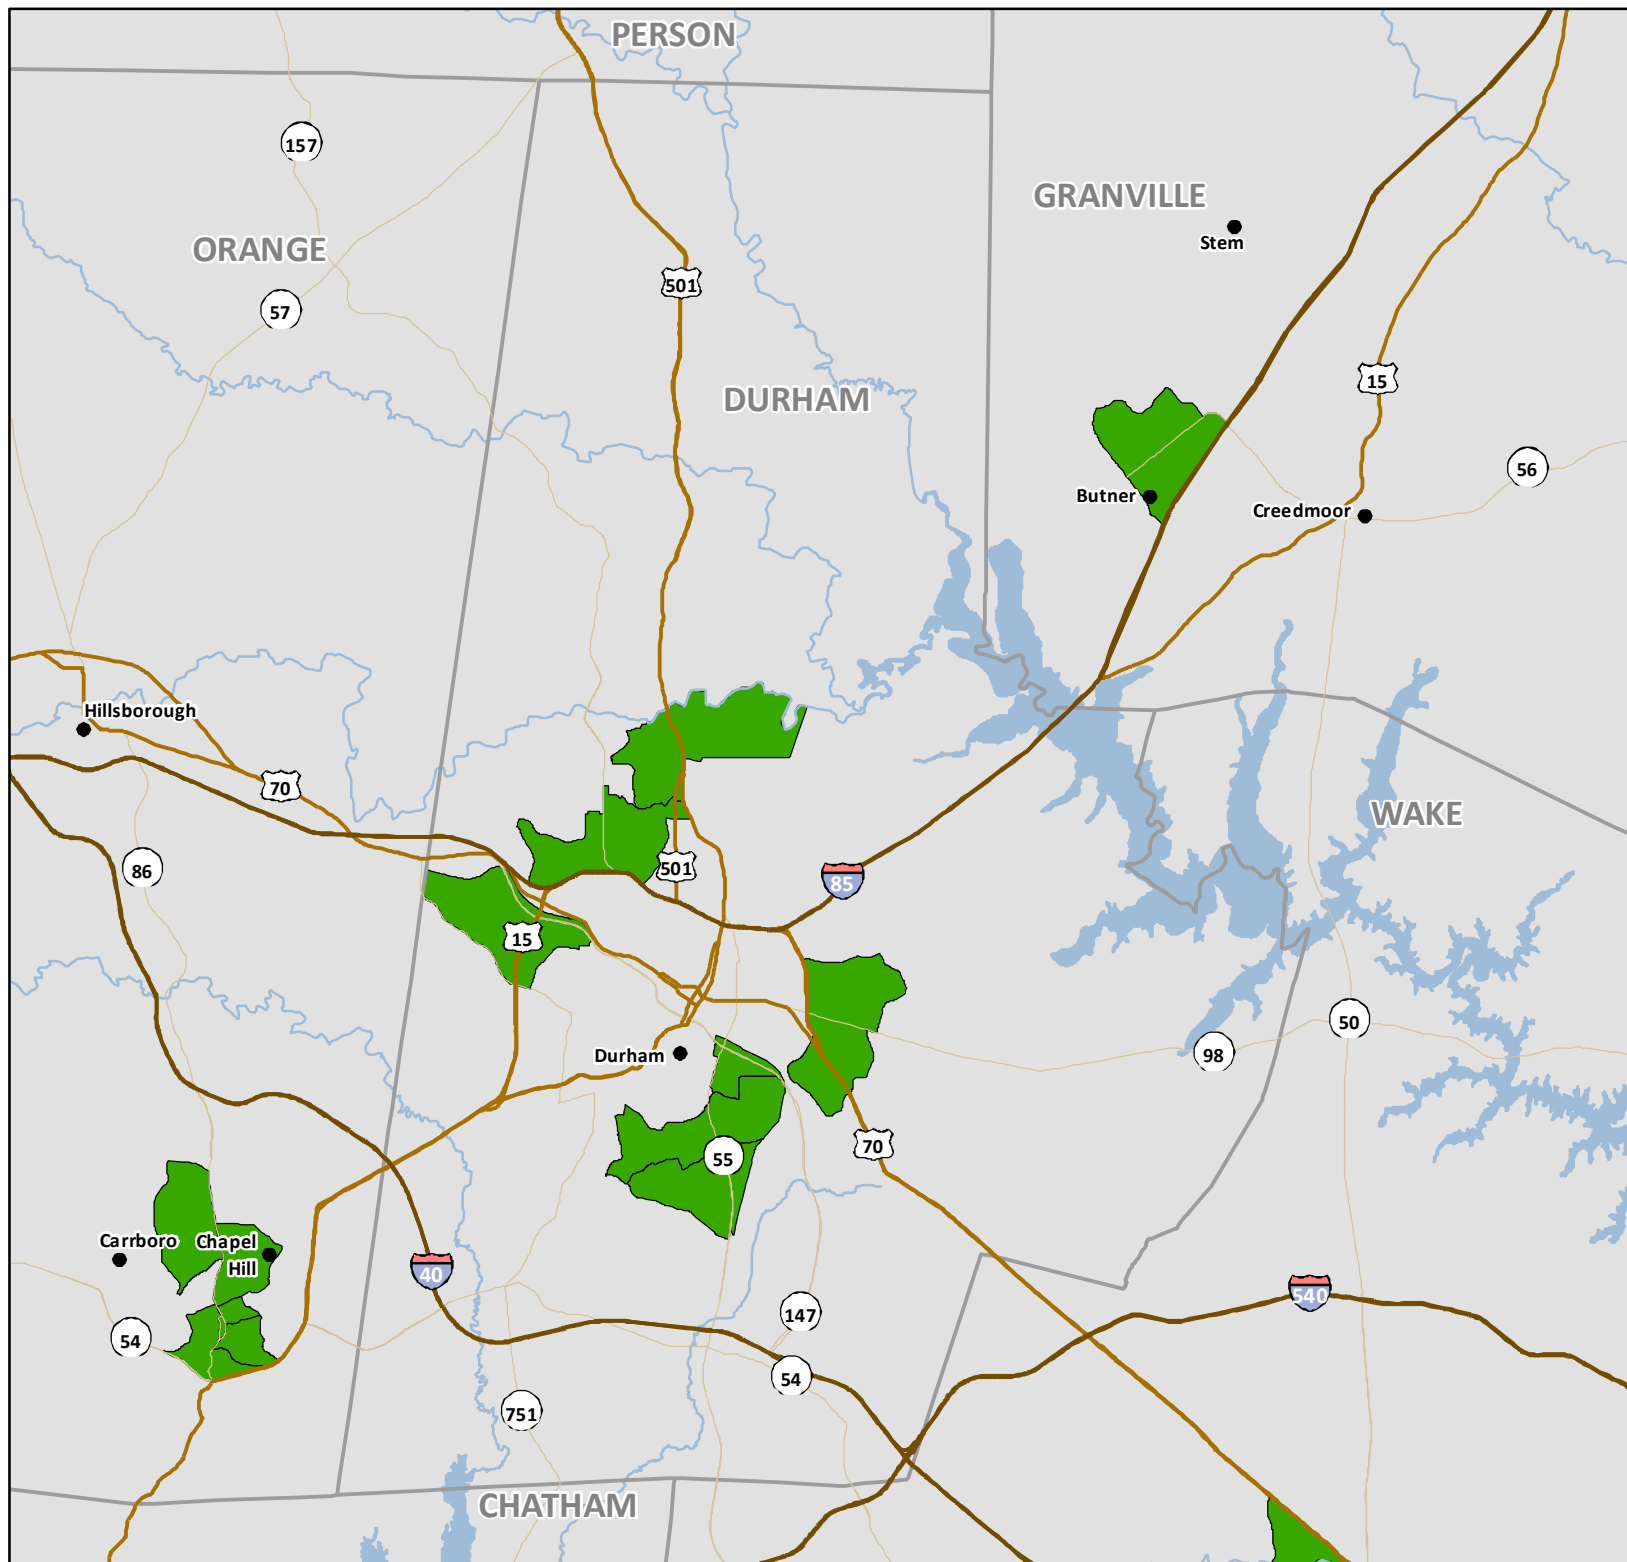 PERSON
157
GRANVILLE
Stem
ORANGE
501
57
15
DURHAM
56
Butner
Creedmoor
Hillsborough
70
WAKE
86
501
85
15
50
98
Durham
70
55
Carrboro
Chapel
Hill
40
540
147
54
54
751
CHATHAM